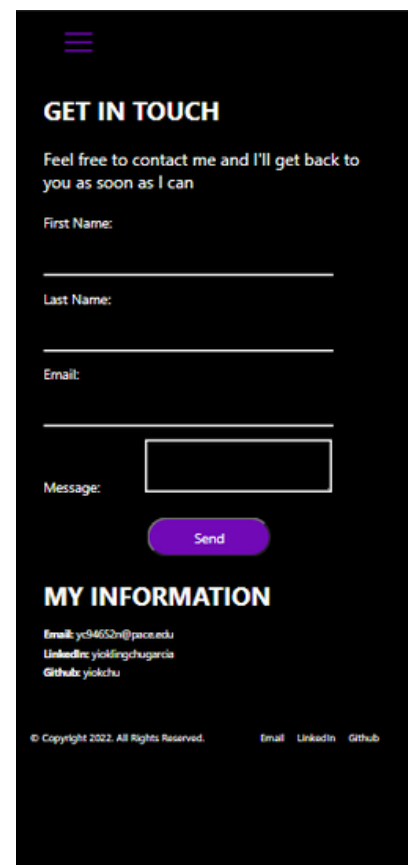 GET IN TOUCH
Feel free to contact me and I'll get back to
you as soon as I can
First Name:
Last Name:
Email:
Message:
Send
MY INFORMATION
Email: yc94652n@pace.edu
LinkedIn: yioklingchugarcia
Github: yiokchu
© Copyright 2022. All Rights Reserved. Email LinkedIn Github